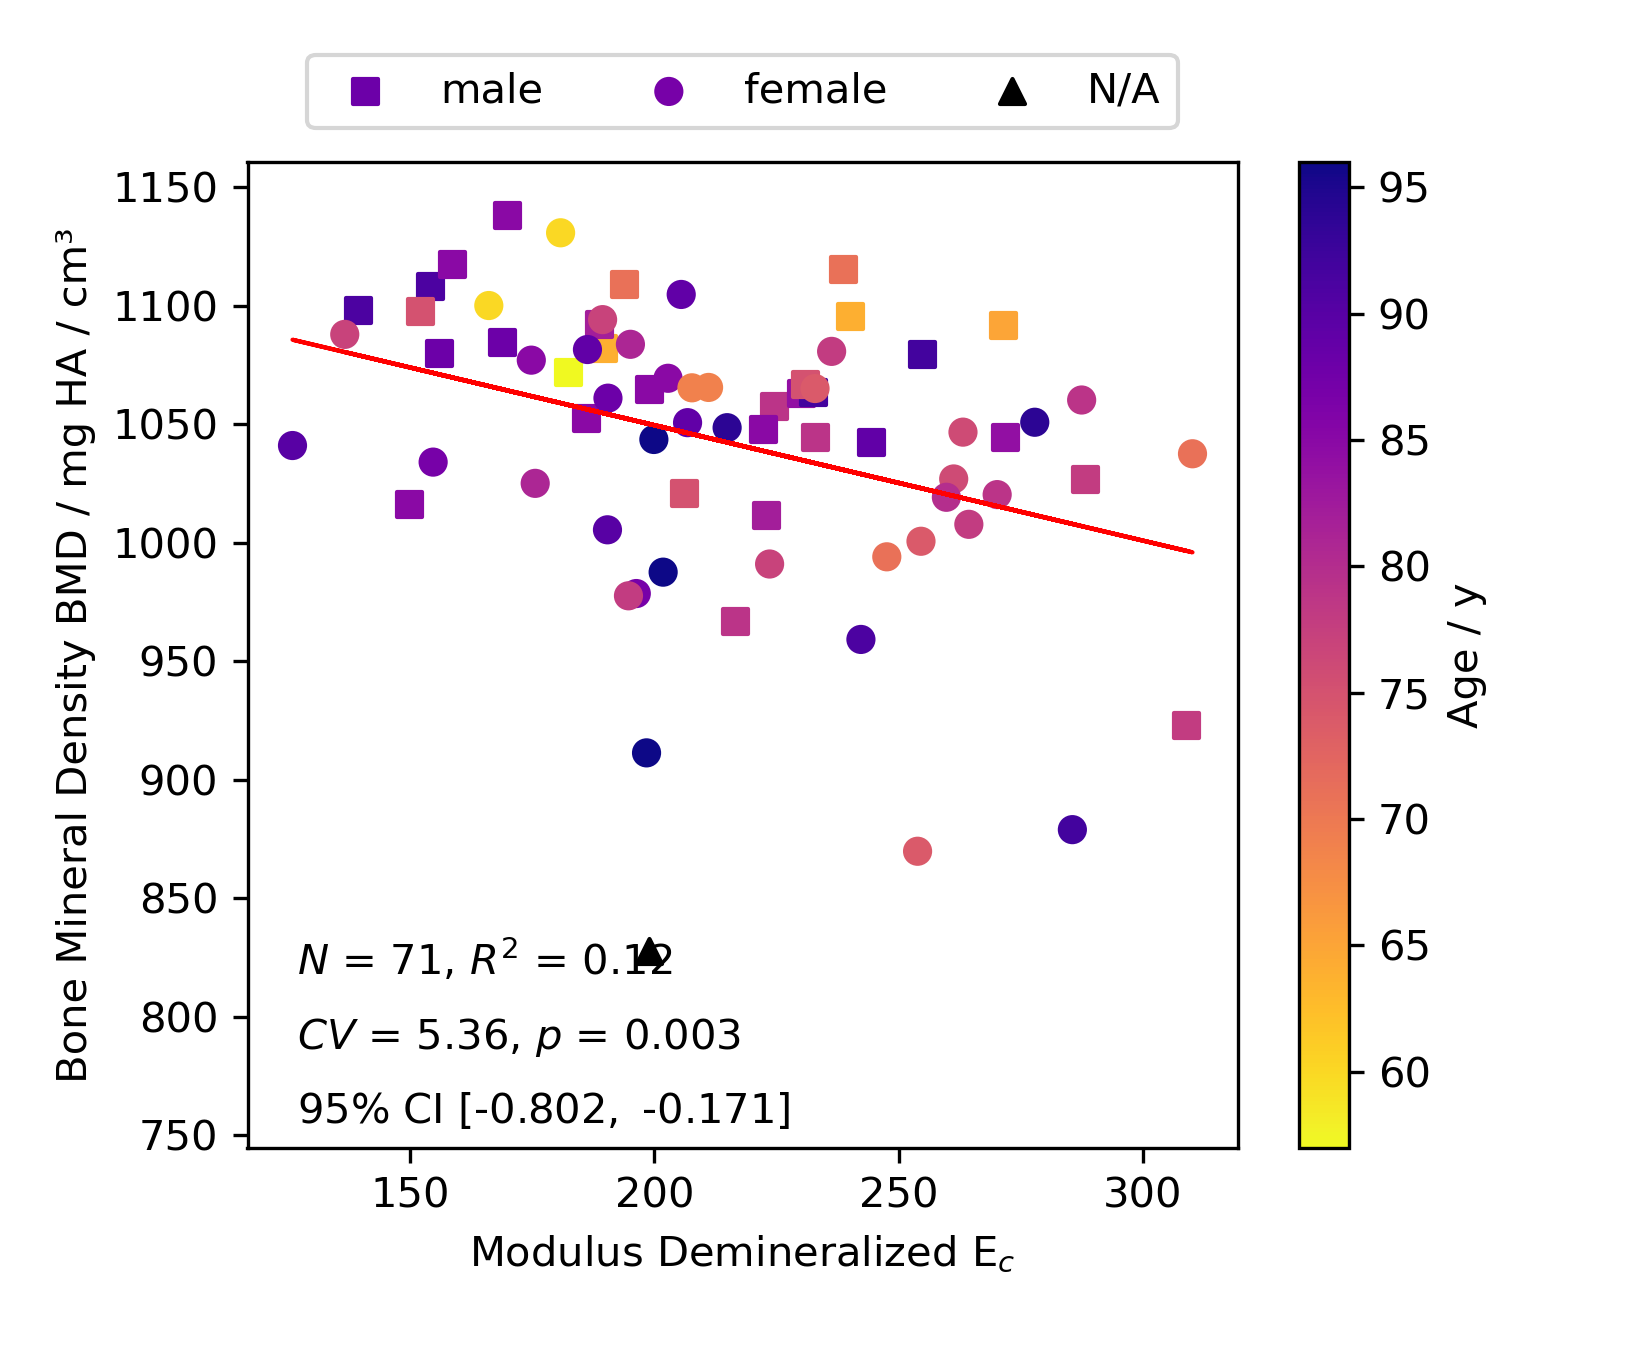 male female N/A
1150
1100
1050
1000
950
900
850
800
750
Bone Mineral Density BMD / mg HA / cm³
N = 71, R² = 0.12
CV = 5.36, p = 0.003
95% CI [-0.802, -0.171]
150 200 250 300
Modulus Demineralized E_c
95
90
85
80
75
70
65
60
Age / y